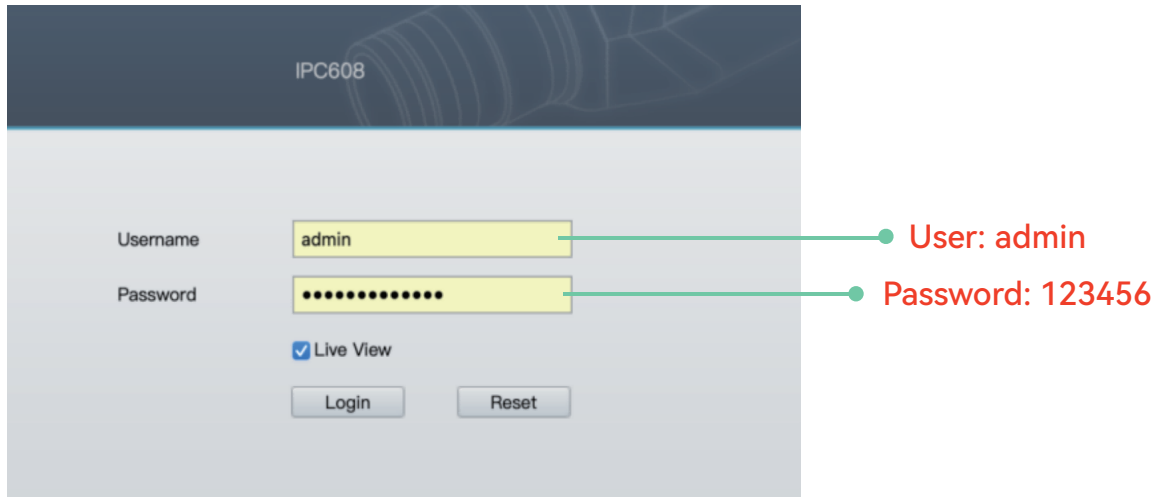 IPC608
Username admin User: admin
Password ••••••••••••• Password: 123456
Live View
Login Reset